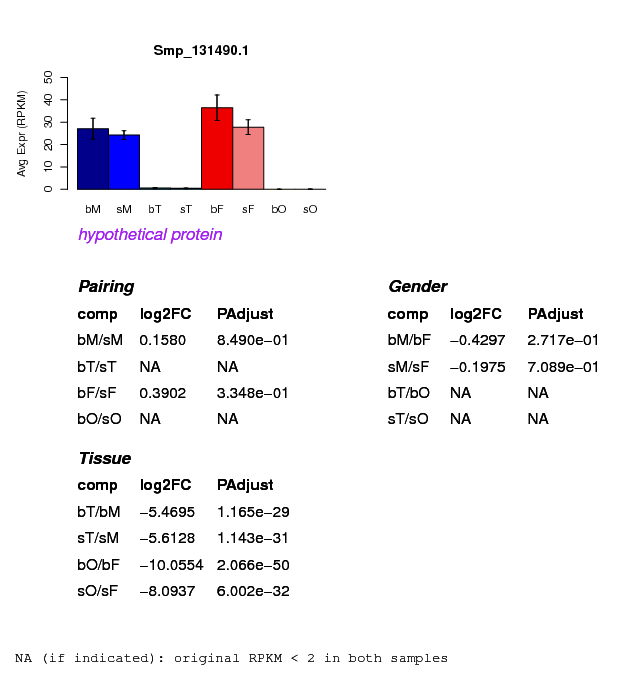 Smp_131490.1
Avg Expr (RPKM)
0 10 20 30 40 50
bM sM bT sT bF sF bO sO
hypothetical protein
Pairing
comp log2FC PAdjust
bM/sM 0.1580 8.490e−01
bT/sT NA NA
bF/sF 0.3902 3.348e−01
bO/sO NA NA
Gender
comp log2FC PAdjust
bM/bF −0.4297 2.717e−01
sM/sF −0.1975 7.089e−01
bT/bO NA NA
sT/sO NA NA
Tissue
comp log2FC PAdjust
bT/bM −5.4695 1.165e−29
sT/sM −5.6128 1.143e−31
bO/bF −10.0554 2.066e−50
sO/sF −8.0937 6.002e−32
NA (if indicated): original RPKM < 2 in both samples